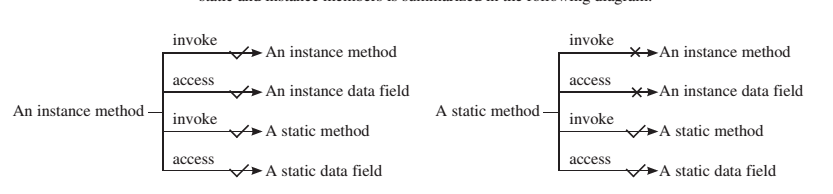 static and instance members is summarized in the following diagram:
invoke
An instance method
access
An instance data field
An instance method
invoke
A static method
access
A static data field
invoke
An instance method
access
An instance data field
A static method
invoke
A static method
access
A static data field